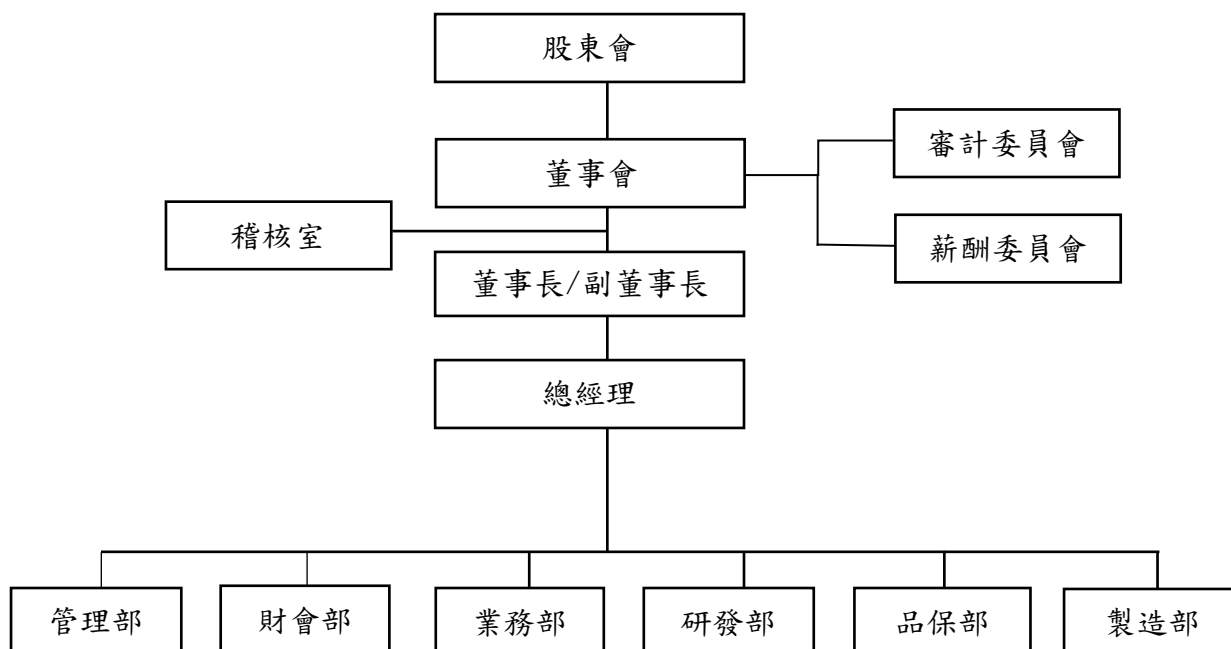 股東會
董事會
審計委員會
稽核室
薪酬委員會
董事長/副董事長
總經理
管理部
財會部
業務部
研發部
品保部
製造部